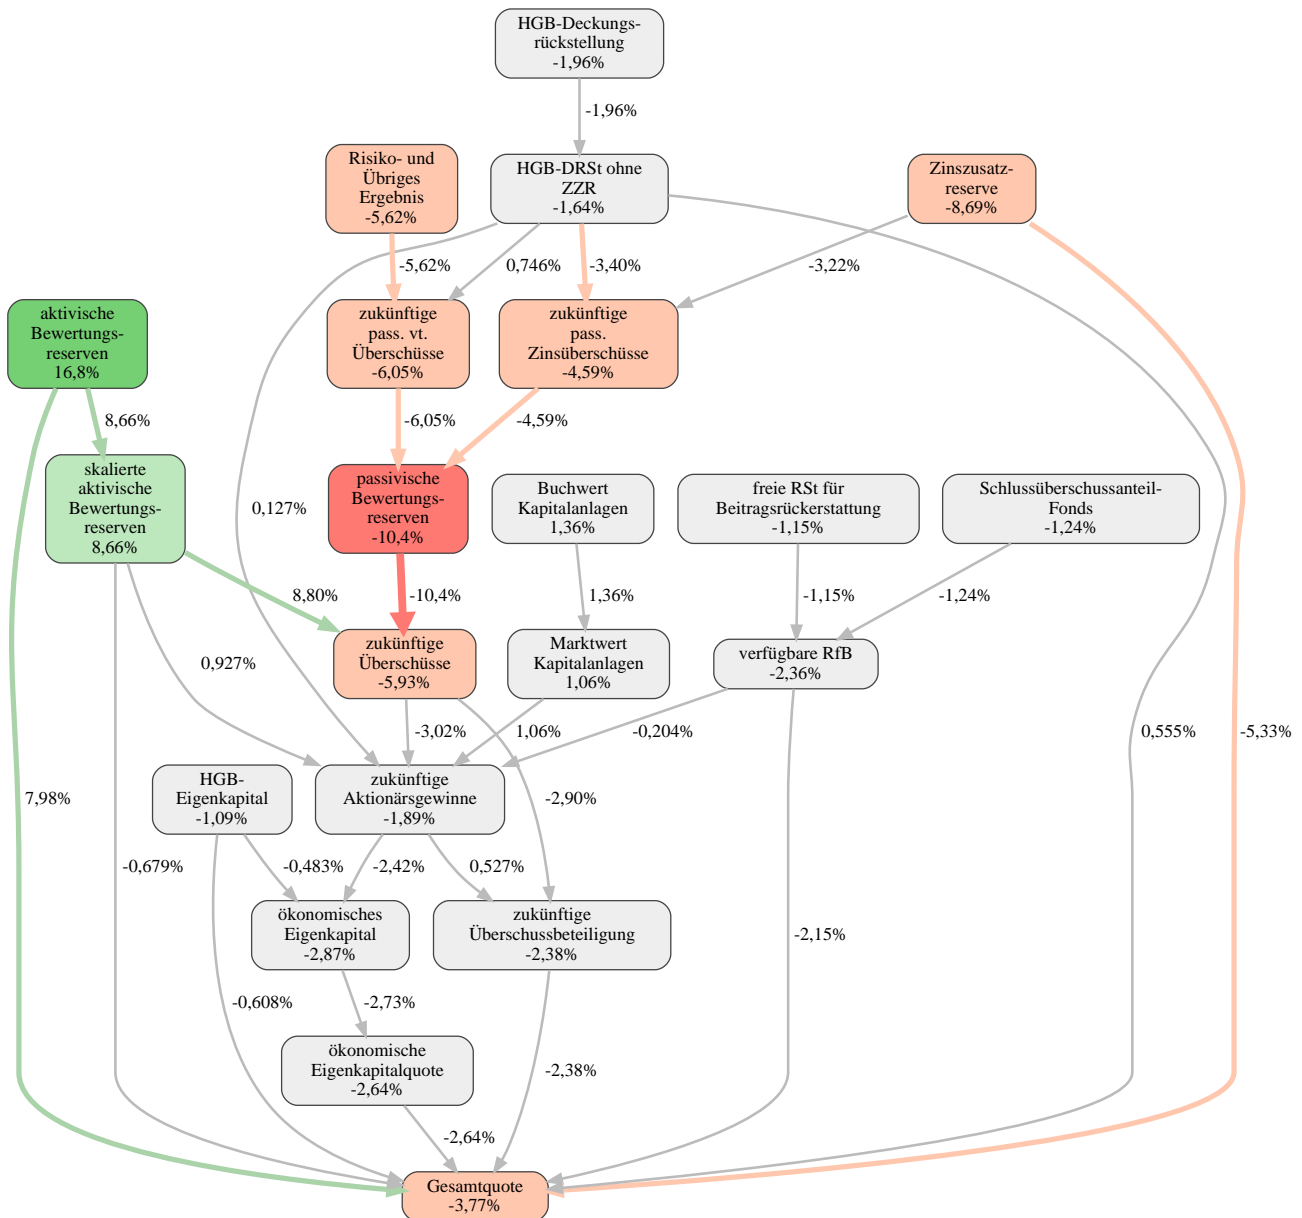 HGB-Deckungs-
rückstellung
-1,96%
-1,96%
Risiko- und
Übriges
Ergebnis
-5,62%
HGB-DRSt ohne
ZZR
-1,64%
Zinszusatz-
reserve
-8,69%
-5,62%
0,746%
-3,40%
-3,22%
aktivische
Bewertungs-
reserven
16,8%
zukünftige
pass. vt.
Überschüsse
-6,05%
zukünftige
pass.
Zinsüberschüsse
-4,59%
8,66%
-6,05%
-4,59%
skalierte
aktivische
Bewertungs-
reserven
8,66%
0,127%
passivische
Bewertungs-
reserven
-10,4%
Buchwert
Kapitalanlagen
1,36%
freie RSt für
Beitragsrückerstattung
-1,15%
Schlussüberschussanteil-
Fonds
-1,24%
8,80%
-10,4%
1,36%
-1,15%
-1,24%
0,927%
zukünftige
Überschüsse
-5,93%
Marktwert
Kapitalanlagen
1,06%
verfügbare RfB
-2,36%
-3,02%
1,06%
-0,204%
0,555%
-5,33%
HGB-
Eigenkapital
-1,09%
zukünftige
Aktionärsgewinne
-1,89%
-2,90%
7,98%
-0,679%
-0,483%
-2,42%
0,527%
ökonomisches
Eigenkapital
-2,87%
zukünftige
Überschussbeteiligung
-2,38%
-2,15%
-0,608%
-2,73%
ökonomische
Eigenkapitalquote
-2,64%
-2,38%
-2,64%
Gesamtquote
-3,77%